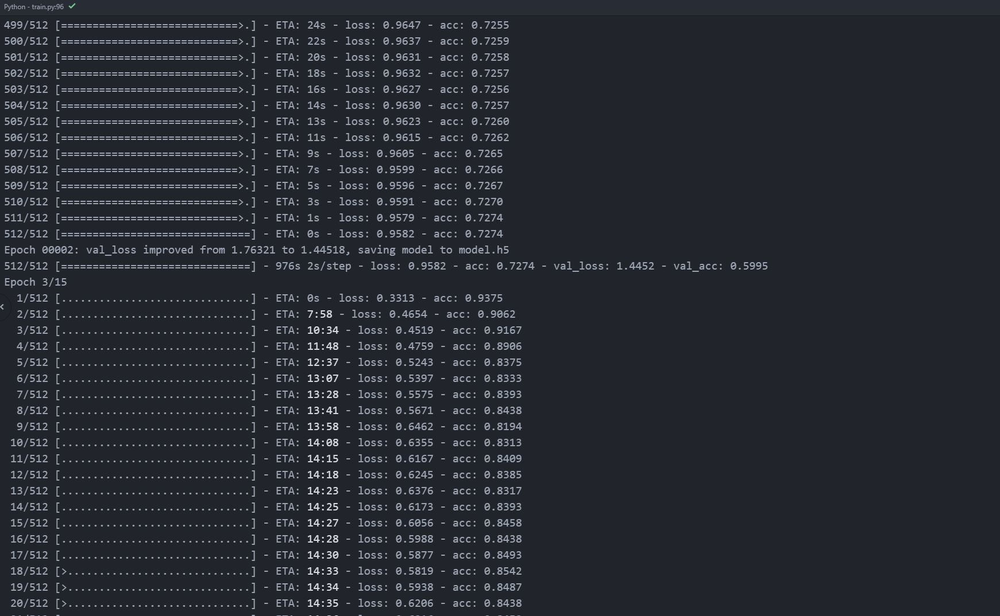 Python - train.py:96
499/512 [============================>.] - ETA: 24s - loss: 0.9647 - acc: 0.7255
500/512 [============================>.] - ETA: 22s - loss: 0.9637 - acc: 0.7259
501/512 [============================>.] - ETA: 20s - loss: 0.9631 - acc: 0.7258
502/512 [============================>.] - ETA: 18s - loss: 0.9632 - acc: 0.7257
503/512 [============================>.] - ETA: 16s - loss: 0.9627 - acc: 0.7256
504/512 [============================>.] - ETA: 14s - loss: 0.9630 - acc: 0.7257
505/512 [============================>.] - ETA: 13s - loss: 0.9623 - acc: 0.7260
506/512 [============================>.] - ETA: 11s - loss: 0.9615 - acc: 0.7262
507/512 [============================>.] - ETA: 9s - loss: 0.9605 - acc: 0.7265
508/512 [============================>.] - ETA: 7s - loss: 0.9599 - acc: 0.7266
509/512 [============================>.] - ETA: 5s - loss: 0.9596 - acc: 0.7267
510/512 [============================>.] - ETA: 3s - loss: 0.9591 - acc: 0.7270
511/512 [============================>.] - ETA: 1s - loss: 0.9579 - acc: 0.7274
512/512 [==============================] - ETA: 0s - loss: 0.9582 - acc: 0.7274
Epoch 00002: val_loss improved from 1.76321 to 1.44518, saving model to model.h5
512/512 [==============================] - 976s 2s/step - loss: 0.9582 - acc: 0.7274 - val_loss: 1.4452 - val_acc: 0.5995
Epoch 3/15
1/512 [..............................] - ETA: 0s - loss: 0.3313 - acc: 0.9375
2/512 [..............................] - ETA: 7:58 - loss: 0.4654 - acc: 0.9062
3/512 [..............................] - ETA: 10:34 - loss: 0.4519 - acc: 0.9167
4/512 [..............................] - ETA: 11:48 - loss: 0.4759 - acc: 0.8906
5/512 [..............................] - ETA: 12:37 - loss: 0.5243 - acc: 0.8375
6/512 [..............................] - ETA: 13:07 - loss: 0.5397 - acc: 0.8333
7/512 [..............................] - ETA: 13:28 - loss: 0.5575 - acc: 0.8393
8/512 [..............................] - ETA: 13:41 - loss: 0.5671 - acc: 0.8438
9/512 [..............................] - ETA: 13:58 - loss: 0.6462 - acc: 0.8194
10/512 [..............................] - ETA: 14:08 - loss: 0.6355 - acc: 0.8313
11/512 [..............................] - ETA: 14:15 - loss: 0.6167 - acc: 0.8409
12/512 [..............................] - ETA: 14:18 - loss: 0.6245 - acc: 0.8385
13/512 [..............................] - ETA: 14:23 - loss: 0.6376 - acc: 0.8317
14/512 [..............................] - ETA: 14:25 - loss: 0.6173 - acc: 0.8393
15/512 [..............................] - ETA: 14:27 - loss: 0.6056 - acc: 0.8458
16/512 [..............................] - ETA: 14:28 - loss: 0.5988 - acc: 0.8438
17/512 [..............................] - ETA: 14:30 - loss: 0.5877 - acc: 0.8493
18/512 [>.............................] - ETA: 14:33 - loss: 0.5819 - acc: 0.8542
19/512 [>.............................] - ETA: 14:34 - loss: 0.5938 - acc: 0.8487
20/512 [>.............................] - ETA: 14:35 - loss: 0.6206 - acc: 0.8438